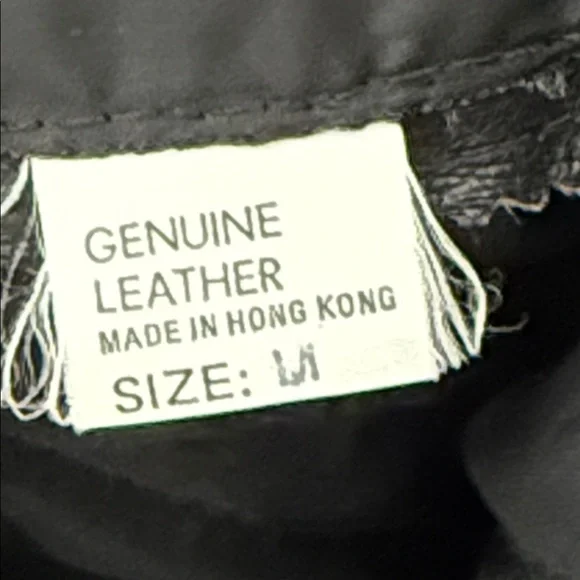 GENUINE
LEATHER
MADE IN HONG KONG
SIZE: